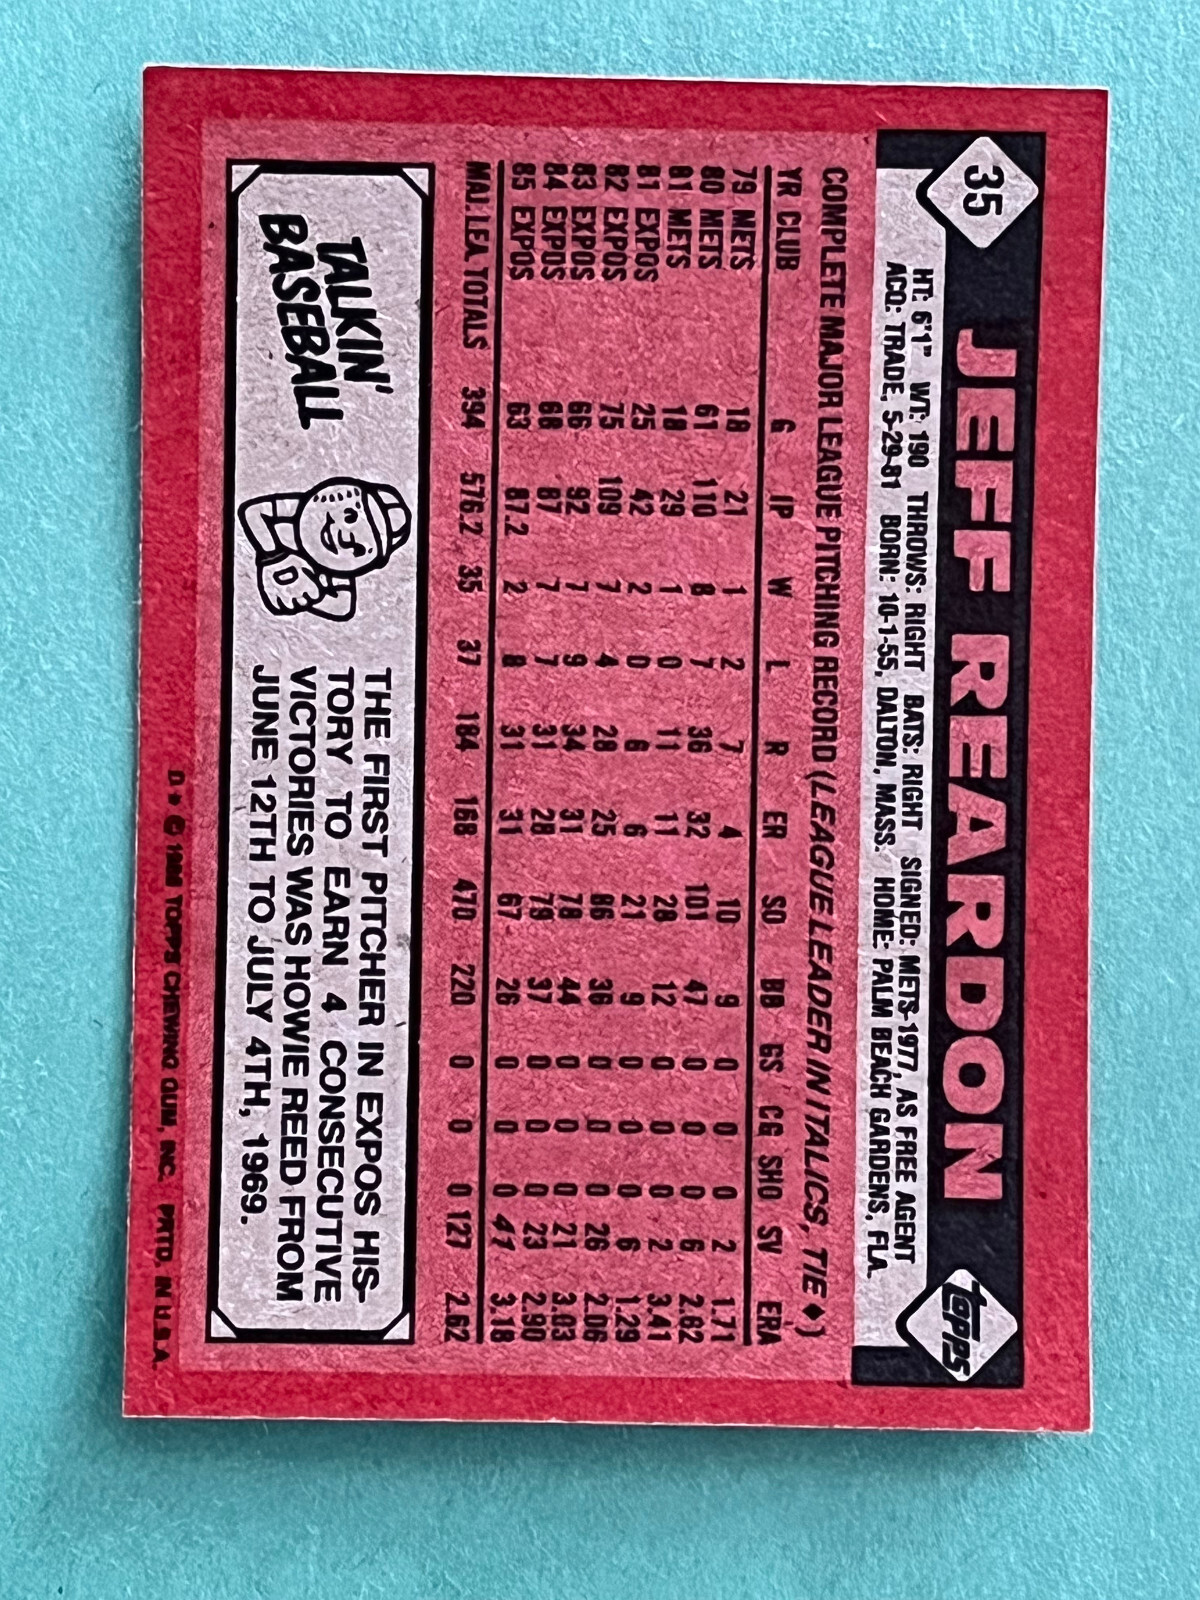 35
JEFF REARDON
TOPPS
HT: 6'1" WT: 190 THROWS: RIGHT BATS: RIGHT SIGNED: METS-1977, AS FREE AGENT
ACQ: TRADE, 5-29-81 BORN: 10-1-55, DALTON, MASS. HOME: PALM BEACH GARDENS, FLA.
COMPLETE MAJOR LEAGUE PITCHING RECORD (LEAGUE LEADER IN ITALICS, TIE ♦)
YR CLUB G IP W L R ER SO BB GS CG SHO SV ERA
79 METS 18 21 1 2 7 4 10 9 0 0 0 2 1.71
80 METS 61 110 8 7 36 32 101 47 0 0 0 6 2.62
81 METS 18 29 1 0 11 11 28 12 0 0 0 2 3.41
81 EXPOS 25 42 2 0 6 6 21 9 0 0 0 6 1.29
82 EXPOS 75 109 7 4 28 25 86 36 0 0 0 26 2.06
83 EXPOS 66 92 7 9 34 31 78 44 0 0 0 21 3.03
84 EXPOS 68 87 7 7 31 28 79 37 0 0 0 23 2.90
85 EXPOS 63 87.2 2 8 31 31 67 26 0 0 0 41 3.18
MAJ. LEA. TOTALS 394 576.2 35 37 184 168 470 220 0 0 0 127 2.62
TALKIN'
BASEBALL
THE FIRST PITCHER IN EXPOS HIS-
TORY TO EARN 4 CONSECUTIVE
VICTORIES WAS HOWIE REED FROM
JUNE 12TH TO JULY 4TH, 1969.
D * © 1986 TOPPS CHEWING GUM, INC. PRTD. IN U.S.A.